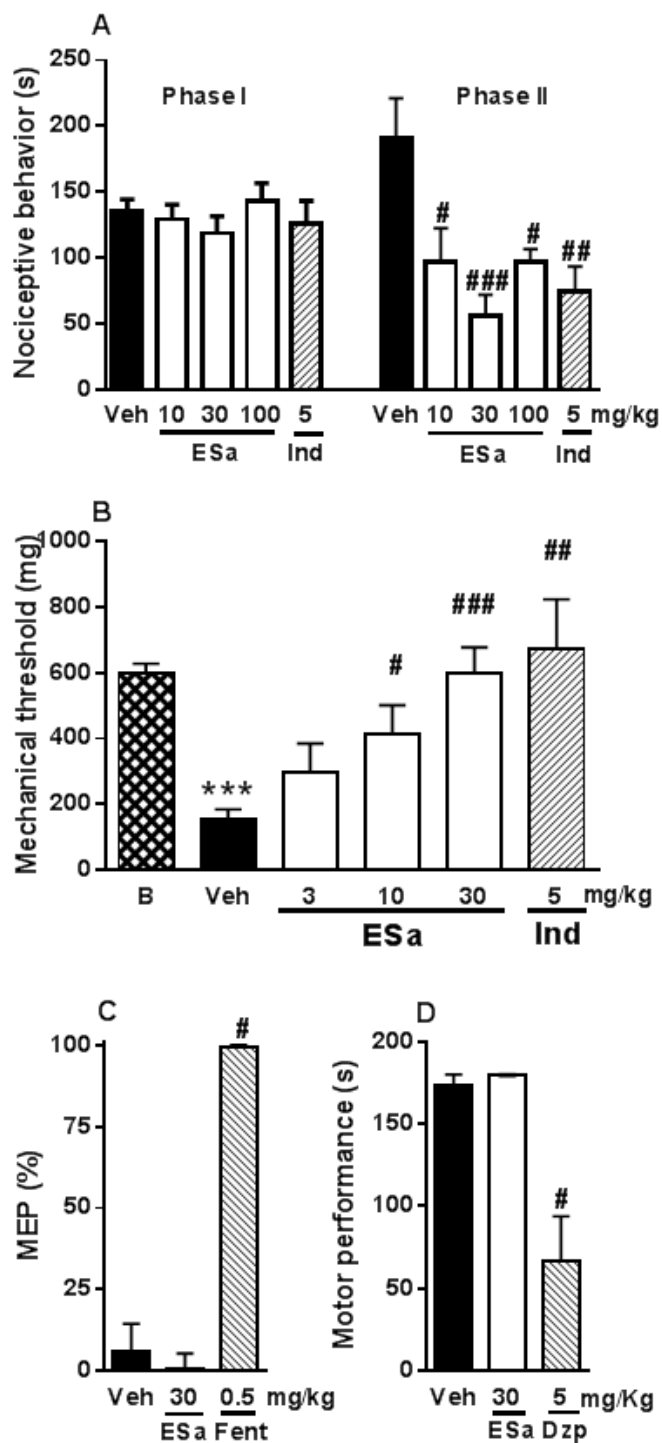 A
Nociceptive behavior (s)
250
200
150
100
50
0
Phase I
Phase II
#
###
#
##
Veh 10 30 100 5 Veh 10 30 100 5 mg/kg
ESa Ind ESa Ind
B
Mechanical threshold (mg)
1000
800
600
400
200
0
***
#
###
##
B Veh 3 10 30 5 mg/kg
ESa Ind
C
MEP (%)
100
75
50
25
0
#
Veh 30 0.5 mg/kg
ESa Fent
D
Motor performance (s)
200
150
100
50
0
#
Veh 30 5 mg/Kg
ESa Dzp